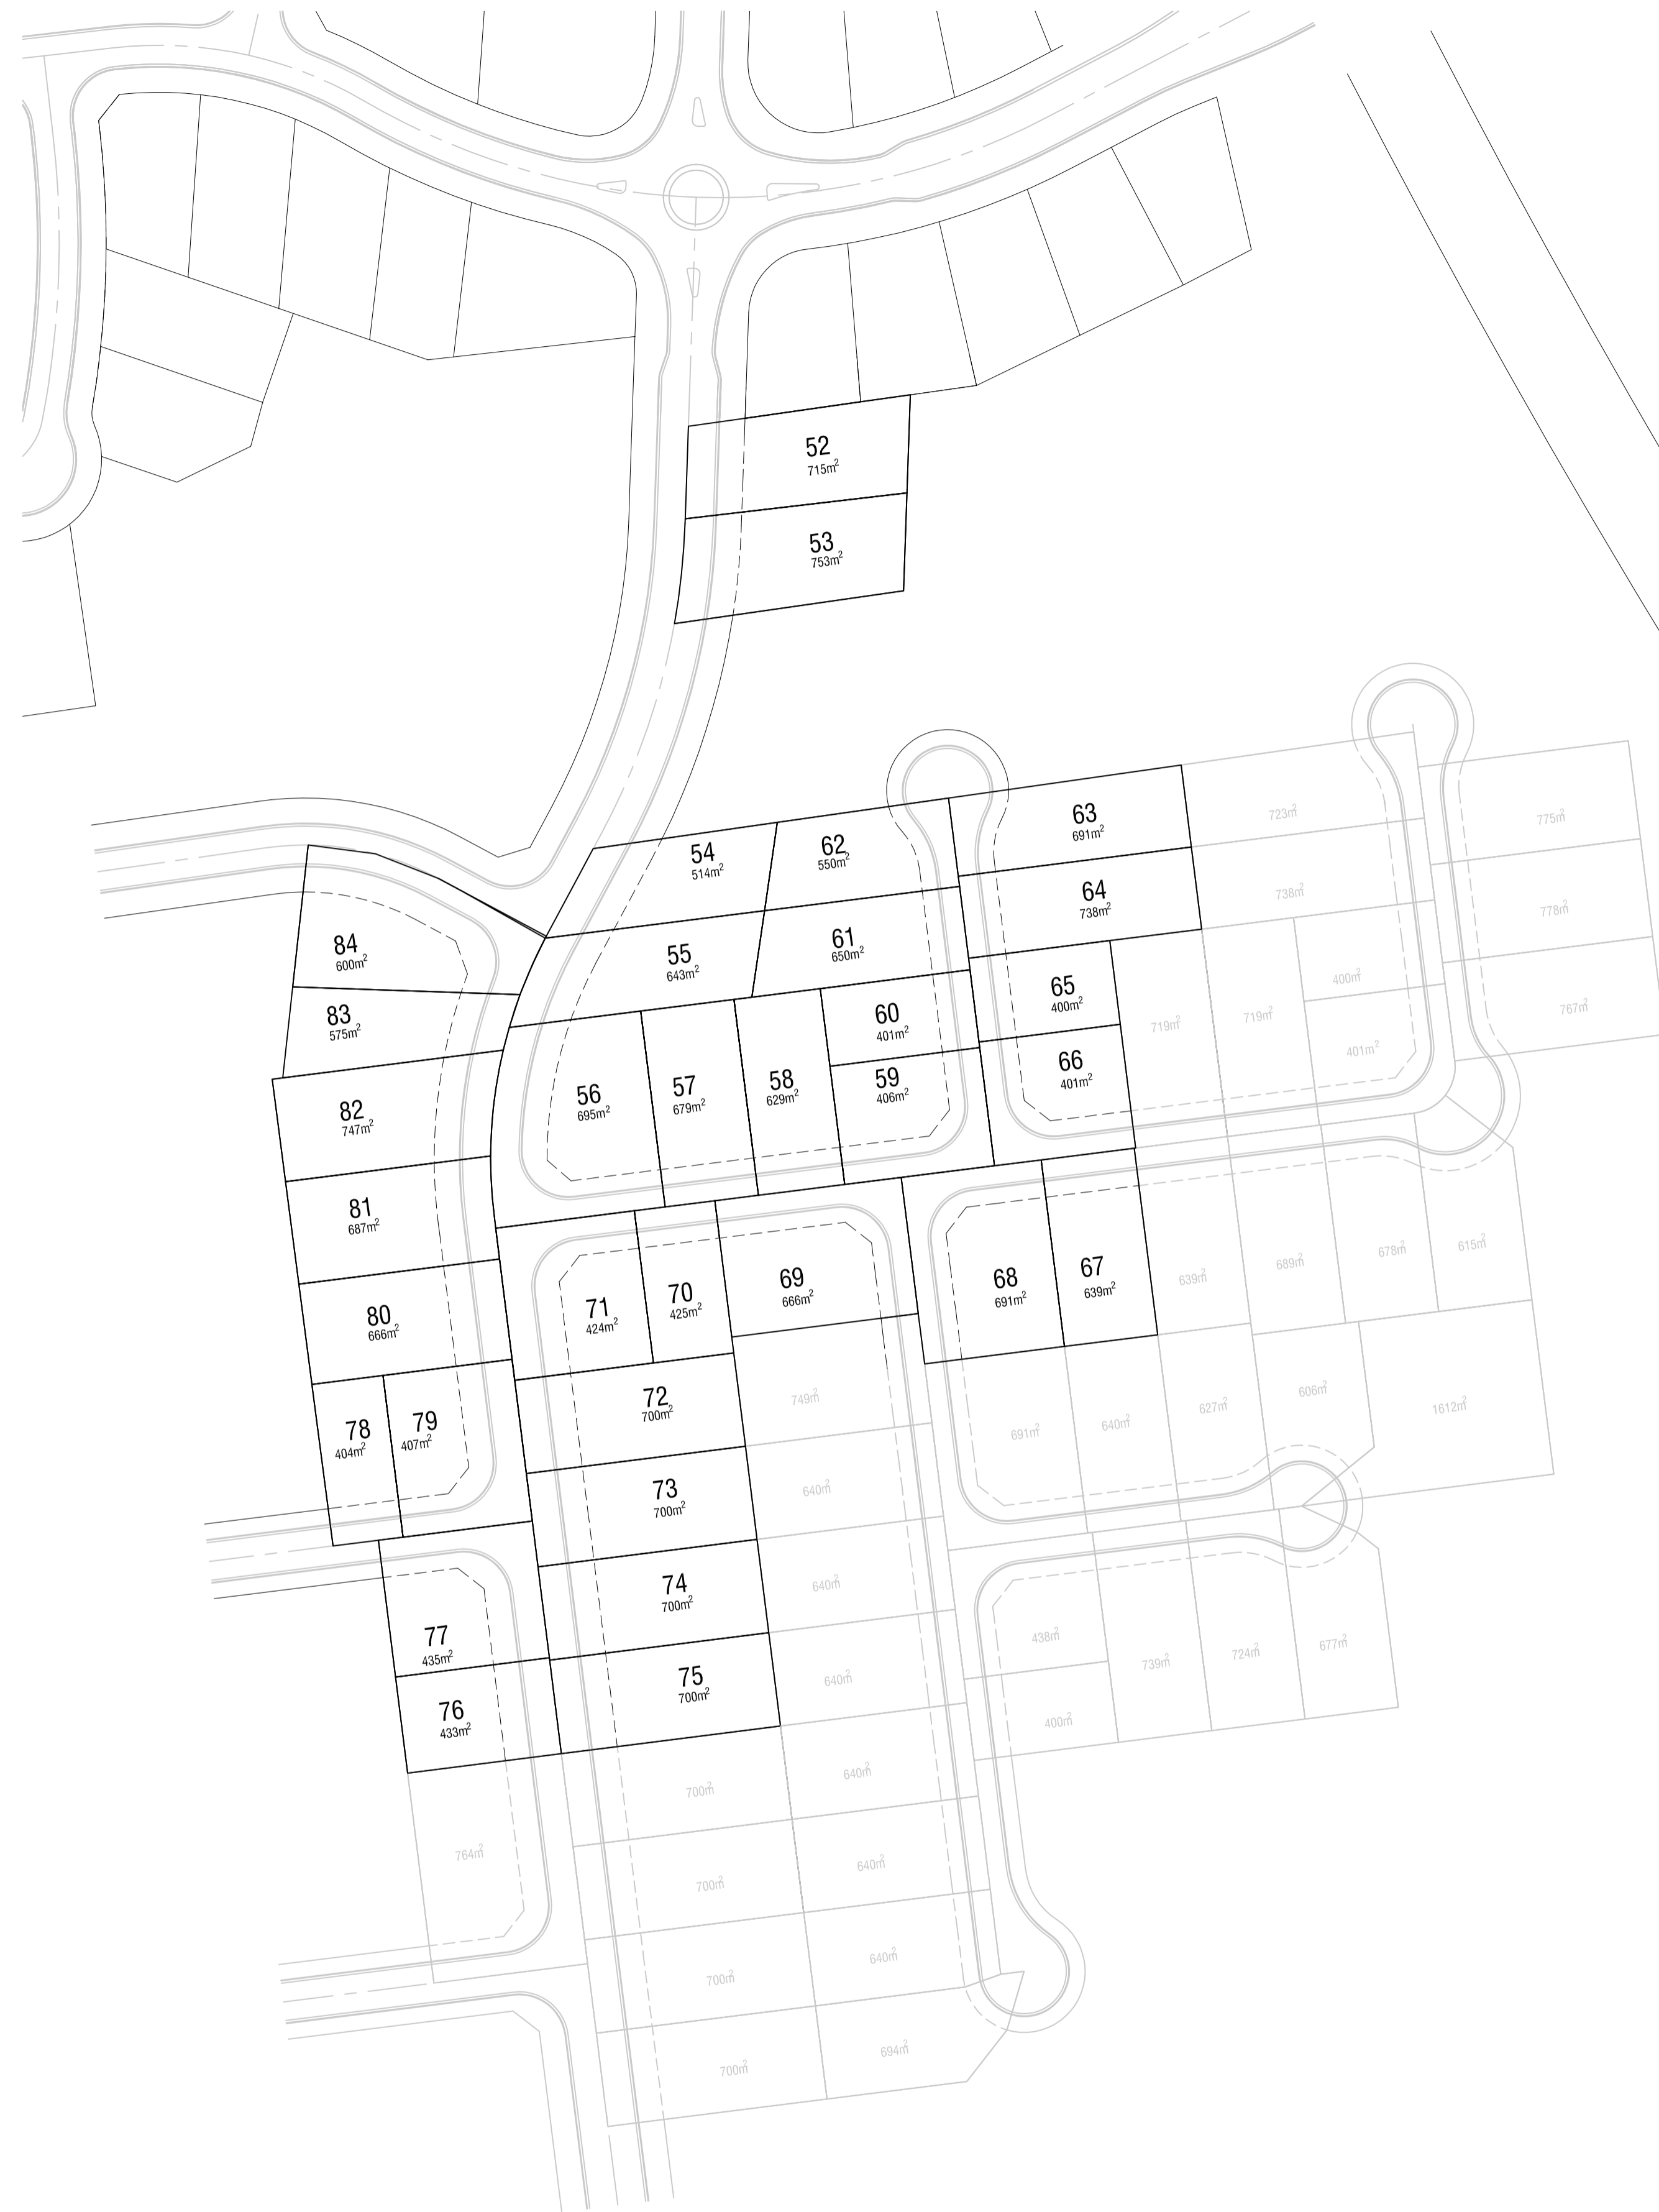 52
715m²
53
753m²
54
514m²
62
550m²
63
691m²
723m²
775m²
64
738m²
738m²
778m²
55
643m²
61
650m²
84
600m²
83
575m²
65
400m²
60
401m²
719m²
719m²
400m²
767m²
401m²
66
401m²
56
695m²
57
679m²
58
629m²
59
406m²
82
747m²
81
687m²
80
666m²
71
424m²
70
425m²
69
666m²
68
691m²
67
639m²
639m²
689m²
678m²
615m²
78
404m²
79
407m²
72
700m²
749m²
691m²
640m²
627m²
606m²
1612m²
73
700m²
640m²
74
700m²
640m²
77
435m²
75
700m²
640m²
438m²
739m²
724m²
677m²
76
433m²
400m²
700m²
640m²
764m²
700m²
640m²
700m²
640m²
700m²
694m²